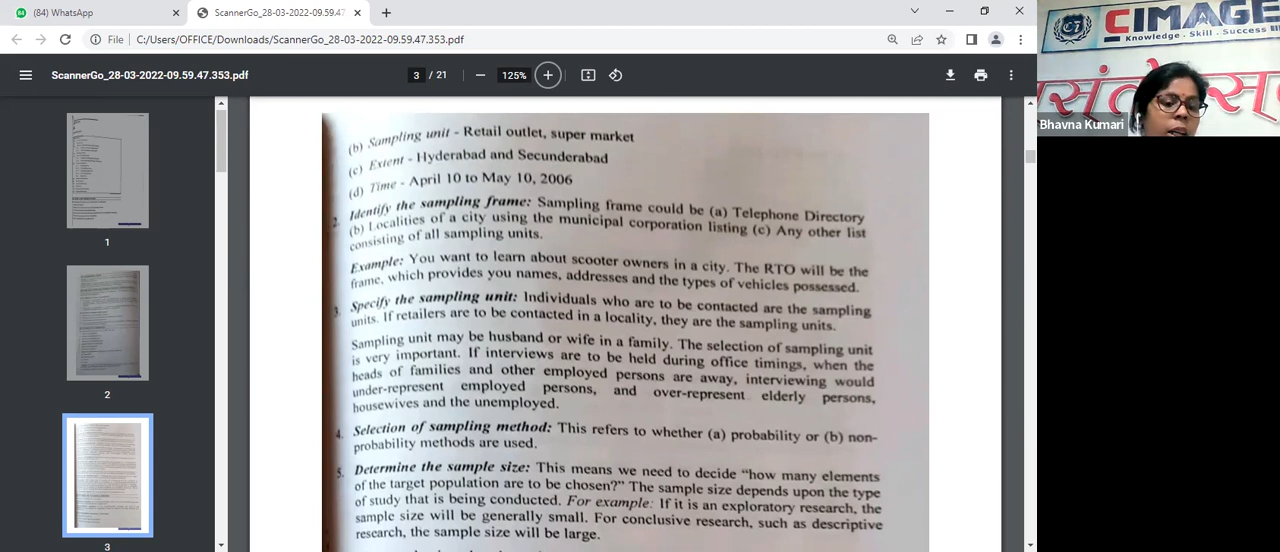 (84) WhatsApp
ScannerGo_28-03-2022-09.59.47.353
File
C:/Users/OFFICE/Downloads/ScannerGo_28-03-2022-09.59.47.353.pdf
ScannerGo_28-03-2022-09.59.47.353.pdf
3 / 21
125%
1
2
3
(b) Sampling unit - Retail outlet, super market
(c) Extent - Hyderabad and Secunderabad
(d) Time - April 10 to May 10, 2006
2. Identify the sampling frame: Sampling frame could be (a) Telephone Directory
(b) Localities of a city using the municipal corporation listing (c) Any other list
consisting of all sampling units.
Example: You want to learn about scooter owners in a city. The RTO will be the
frame, which provides you names, addresses and the types of vehicles possessed.
3. Specify the sampling unit: Individuals who are to be contacted are the sampling
units. If retailers are to be contacted in a locality, they are the sampling units.
Sampling unit may be husband or wife in a family. The selection of sampling unit
is very important. If interviews are to be held during office timings, when the
heads of families and other employed persons are away, interviewing would
under-represent employed persons, and over-represent elderly persons,
housewives and the unemployed.
4. Selection of sampling method: This refers to whether (a) probability or (b) non-
probability methods are used.
5. Determine the sample size: This means we need to decide “how many elements
of the target population are to be chosen?” The sample size depends upon the type
of study that is being conducted. For example: If it is an exploratory research, the
sample size will be generally small. For conclusive research, such as descriptive
research, the sample size will be large.
CIMAGE
Knowledge . Skill . Success
Bhavna Kumari